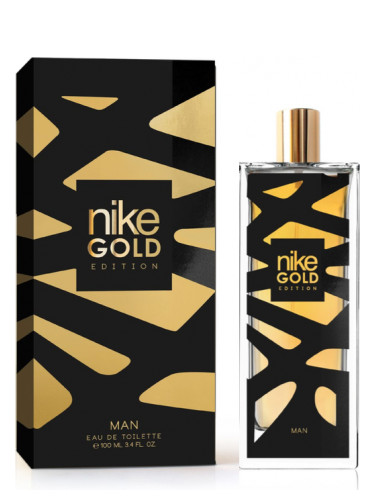 nike
GOLD
EDITION
MAN
EAU DE TOILETTE
℮100 ML 3.4 FL. OZ.
nike
GOLD
EDITION
MAN